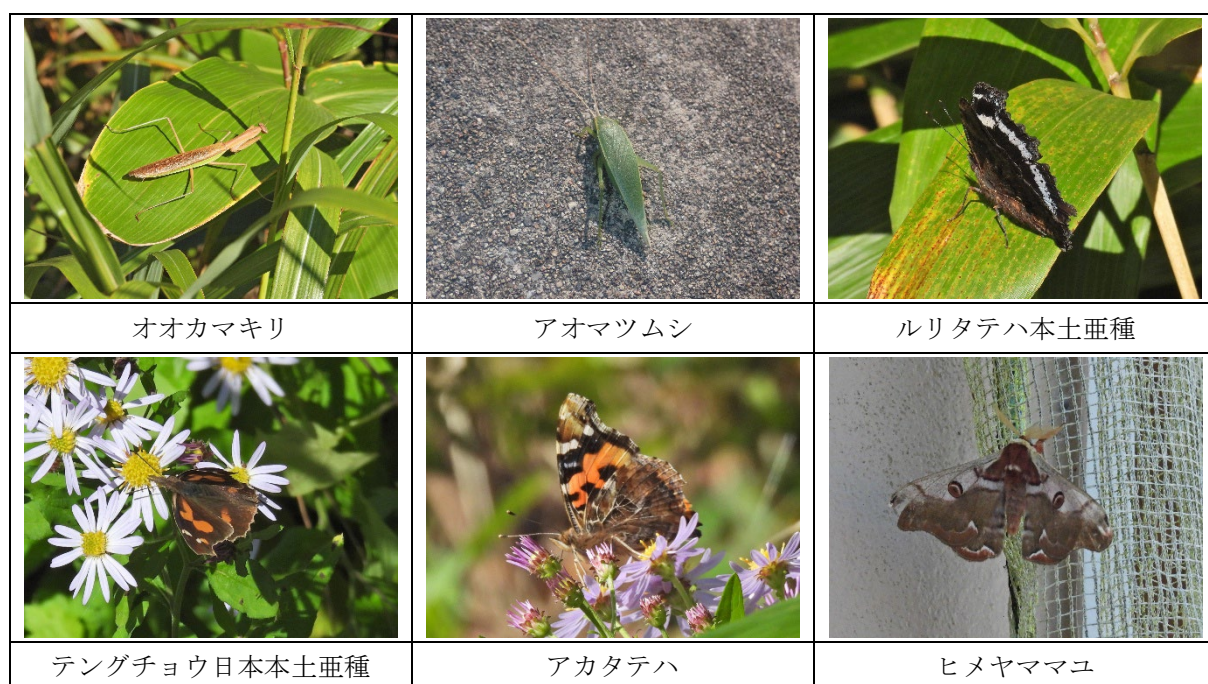 オオカマキリ
アオマツムシ
ルリタテハ本土亜種
テングチョウ日本本土亜種
アカタテハ
ヒメヤママユ